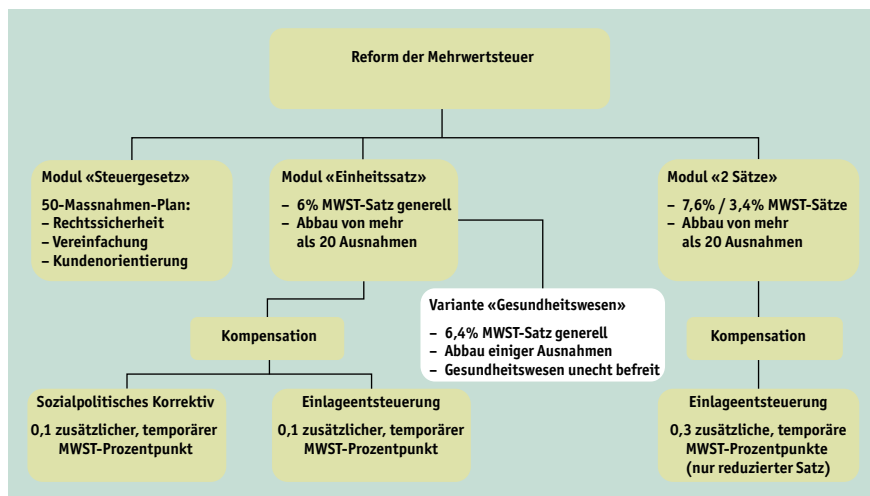 Reform der Mehrwertsteuer
Modul «Steuergesetz»
50-Massnahmen-Plan:
– Rechtssicherheit
– Vereinfachung
– Kundenorientierung
Modul «Einheitssatz»
– 6% MWST-Satz generell
– Abbau von mehr
als 20 Ausnahmen
Modul «2 Sätze»
– 7,6% / 3,4% MWST-Sätze
– Abbau von mehr
als 20 Ausnahmen
Variante «Gesundheitswesen»
– 6,4% MWST-Satz generell
– Abbau einiger Ausnahmen
– Gesundheitswesen unecht befreit
Kompensation
Kompensation
Sozialpolitisches Korrektiv
0,1 zusätzlicher, temporärer
MWST-Prozentpunkt
Einlageentsteuerung
0,1 zusätzlicher, temporärer
MWST-Prozentpunkt
Einlageentsteuerung
0,3 zusätzliche, temporäre
MWST-Prozentpunkte
(nur reduzierter Satz)